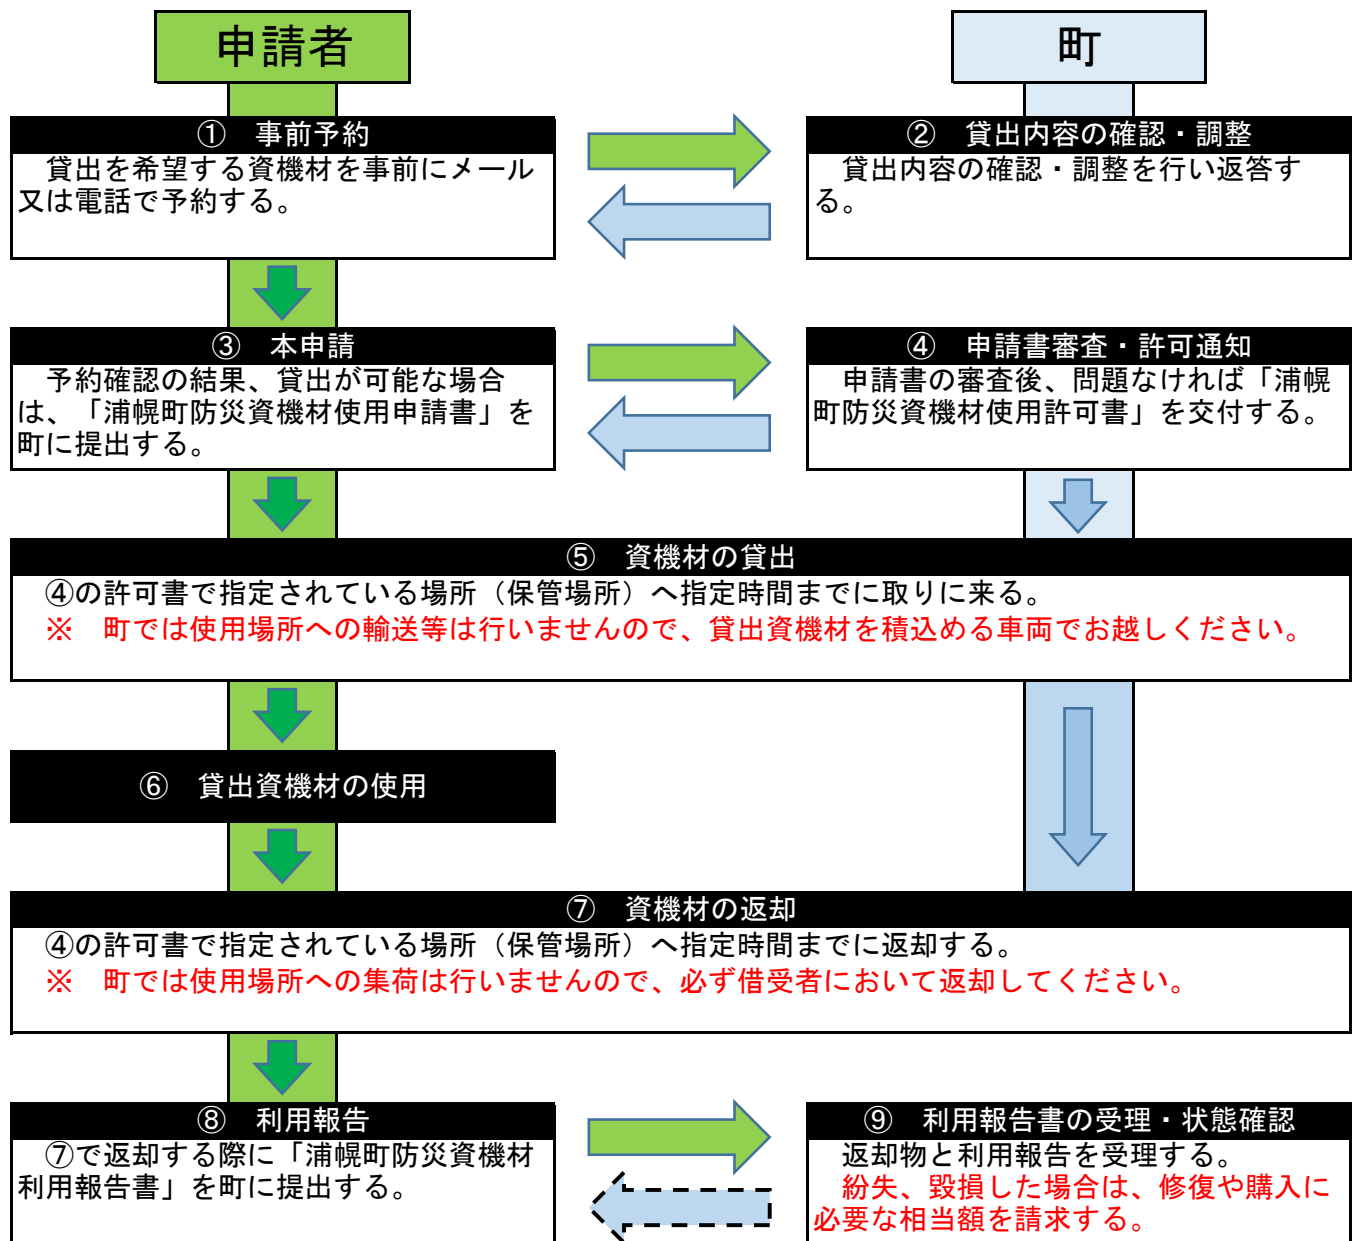 申請者
町
① 事前予約
貸出を希望する資機材を事前にメール
又は電話で予約する。
② 貸出内容の確認・調整
貸出内容の確認・調整を行い返答す
る。
③ 本申請
予約確認の結果、貸出が可能な場合
は、「浦幌町防災資機材使用申請書」を
町に提出する。
④ 申請書審査・許可通知
申請書の審査後、問題なければ「浦幌
町防災資機材使用許可書」を交付する。
⑤ 資機材の貸出
④の許可書で指定されている場所（保管場所）へ指定時間までに取りに来る。
※ 町では使用場所への輸送等は行いませんので、貸出資機材を積込める車両でお越しください。
⑥ 貸出資機材の使用
⑦ 資機材の返却
④の許可書で指定されている場所（保管場所）へ指定時間までに返却する。
※ 町では使用場所への集荷は行いませんので、必ず借受者において返却してください。
⑧ 利用報告
⑦で返却する際に「浦幌町防災資機材
利用報告書」を町に提出する。
⑨ 利用報告書の受理・状態確認
返却物と利用報告を受理する。
紛失、毀損した場合は、修復や購入に
必要な相当額を請求する。